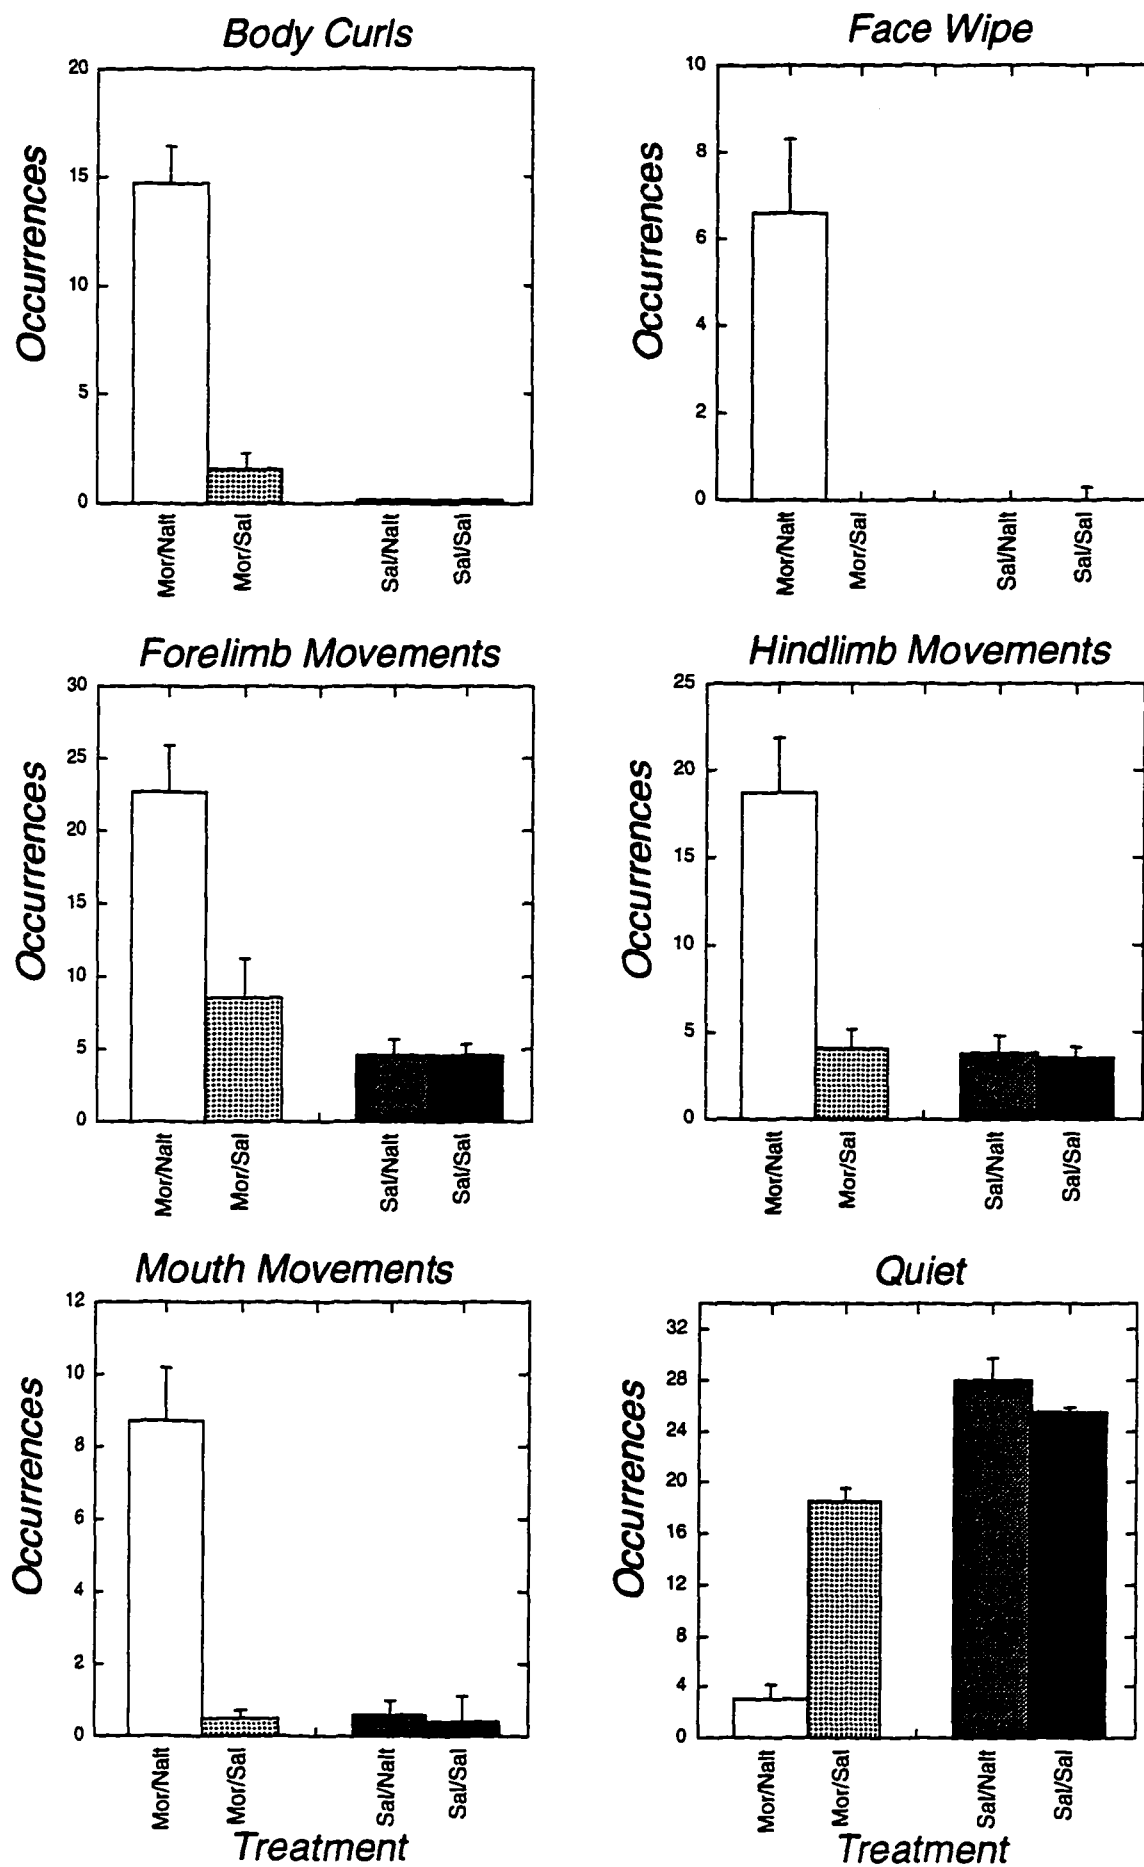 Body Curls
Occurrences
20
15
10
5
0
Mor/Nalt
Mor/Sal
Sal/Nalt
Sal/Sal
Face Wipe
Occurrences
10
8
6
4
2
0
Mor/Nalt
Mor/Sal
Sal/Nalt
Sal/Sal
Forelimb Movements
Occurrences
30
25
20
15
10
5
0
Mor/Nalt
Mor/Sal
Sal/Nalt
Sal/Sal
Hindlimb Movements
Occurrences
25
20
15
10
5
0
Mor/Nalt
Mor/Sal
Sal/Nalt
Sal/Sal
Mouth Movements
Occurrences
12
10
8
6
4
2
0
Mor/Nalt
Mor/Sal
Sal/Nalt
Sal/Sal
Treatment
Quiet
Occurrences
32
28
24
20
16
12
8
4
0
Mor/Nalt
Mor/Sal
Sal/Nalt
Sal/Sal
Treatment